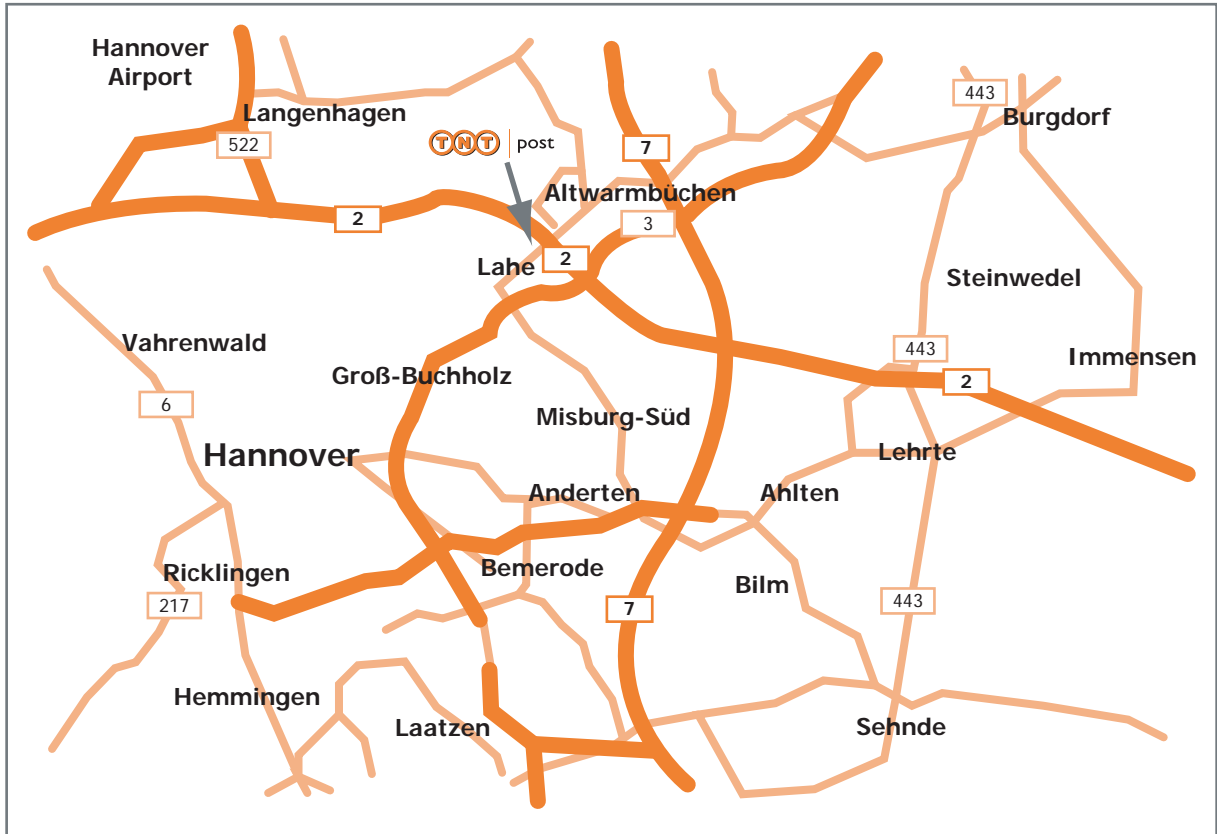 Hannover
Airport
Langenhagen
522
TNT post
7
443
Burgdorf
Altwarmbüchen
3
2
Lahe
2
Steinwedel
Vahrenwald
443
Immensen
Groß-Buchholz
2
6
Misburg-Süd
Hannover
Lehrte
Anderten
Ahlten
Ricklingen
Bemerode
Bilm
217
7
443
Hemmingen
Laatzen
Sehnde